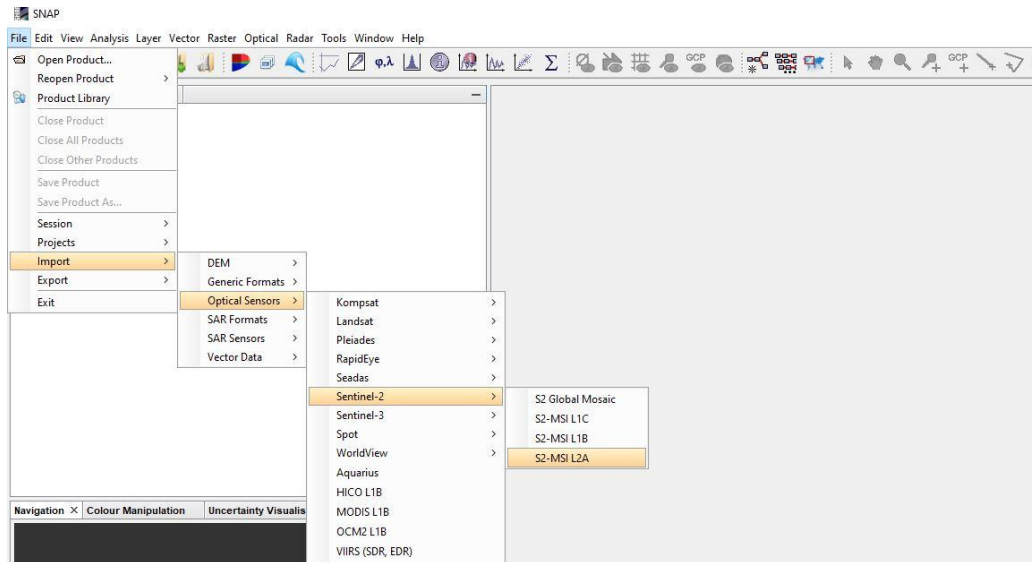 SNAP
File Edit View Analysis Layer Vector Raster Optical Radar Tools Window Help
Open Product...
Reopen Product
Product Library
Close Product
Close All Products
Close Other Products
Save Product
Save Product As...
Session
Projects
Import
Export
Exit
φ,λ Σ GCP GCP
DEM
Generic Formats
Optical Sensors
SAR Formats
SAR Sensors
Vector Data
Kompsat
Landsat
Pleiades
RapidEye
Seadas
Sentinel-2
Sentinel-3
Spot
WorldView
Aquarius
HICO L1B
MODIS L1B
OCM2 L1B
VIIRS (SDR, EDR)
S2 Global Mosaic
S2-MSI L1C
S2-MSI L1B
S2-MSI L2A
Navigation × Colour Manipulation Uncertainty Visualis